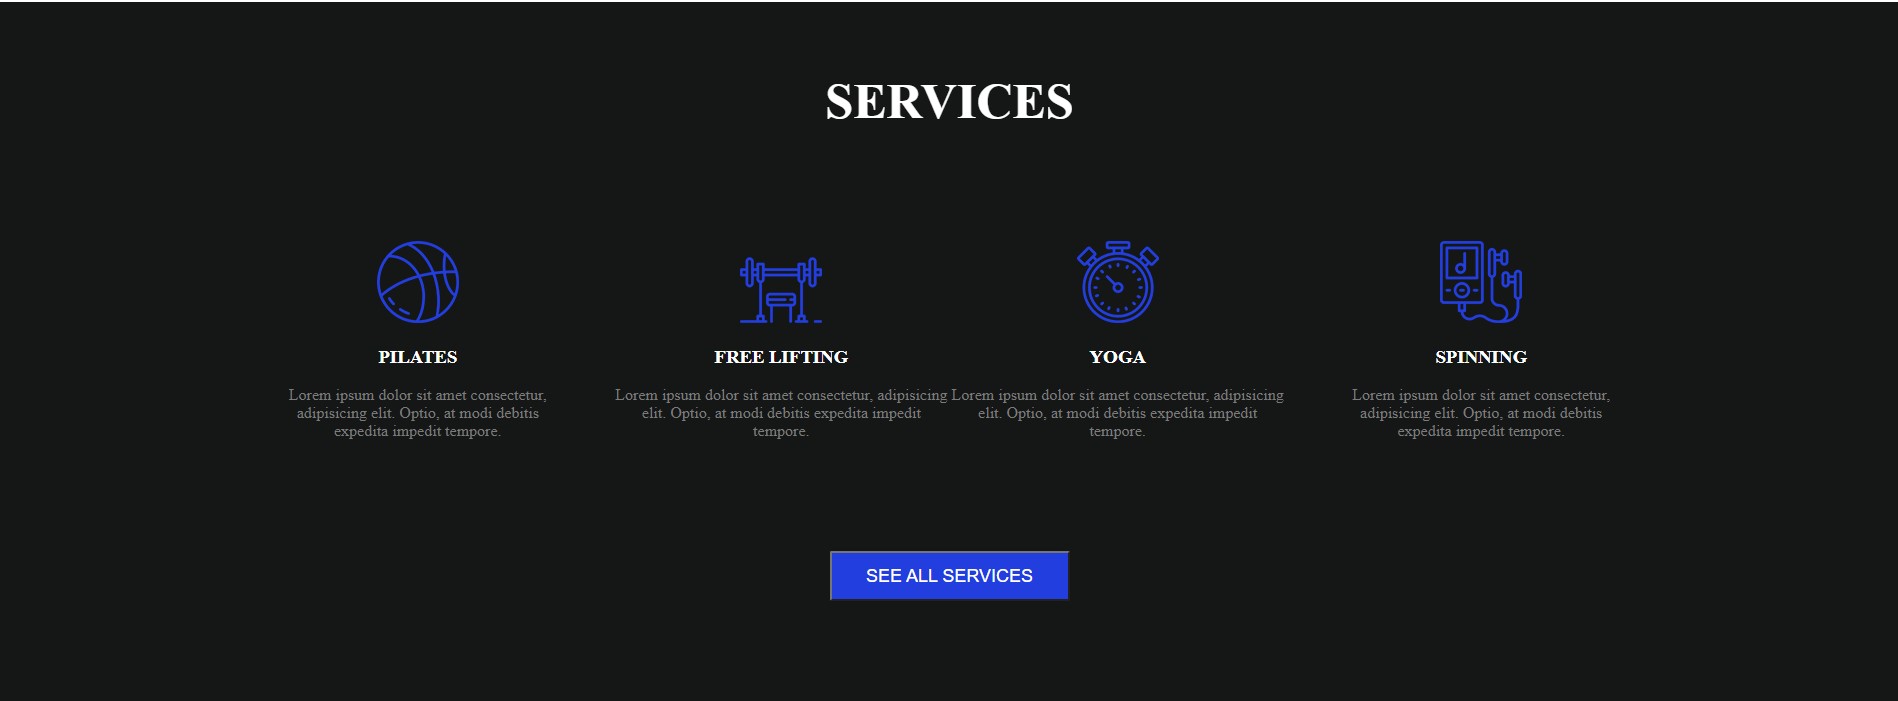 SERVICES
PILATES
Lorem ipsum dolor sit amet consectetur,
adipisicing elit. Optio, at modi debitis
expedita impedit tempore.
FREE LIFTING
Lorem ipsum dolor sit amet consectetur, adipisicing
elit. Optio, at modi debitis expedita impedit
tempore.
YOGA
Lorem ipsum dolor sit amet consectetur, adipisicing
elit. Optio, at modi debitis expedita impedit
tempore.
SPINNING
Lorem ipsum dolor sit amet consectetur,
adipisicing elit. Optio, at modi debitis
expedita impedit tempore.
SEE ALL SERVICES